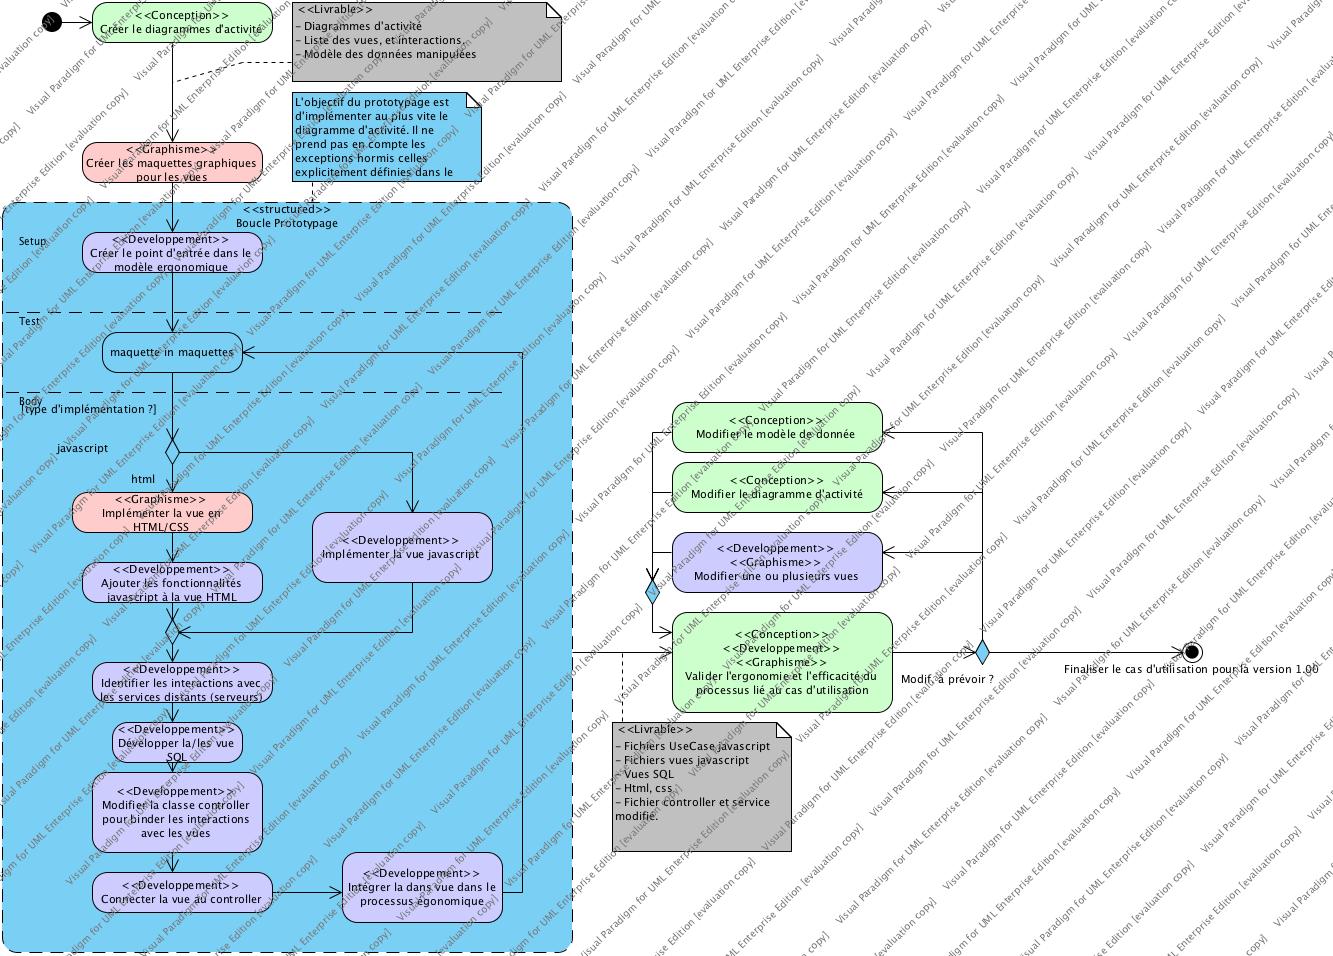 <<Conception>>
Créer le diagrammes d'activité
<<Livrable>>
– Diagrammes d'activité
– Liste des vues, et interactions
– Modèle des données manipulées
L'objectif du prototypage est
d'implémenter au plus vite le
diagramme d'activité. Il ne
prend pas en compte les
exceptions hormis celles
explicitement définies dans le
<<Graphisme>>
Créer les maquettes graphiques
pour les vues
<<structured>>
Boucle Prototypage
Setup
<<Developpement>>
Créer le point d'entrée dans le
modèle ergonomique
Test
maquette in maquettes
Body
[type d'implémentation ?]
javascript
html
<<Graphisme>>
Implémenter la vue en
HTML/CSS
<<Developpement>>
Implémenter la vue javascript
<<Developpement>>
Ajouter les fonctionnalités
javascript à la vue HTML
<<Developpement>>
Identifier les interactions avec
les services distants (serveurs)
<<Developpement>>
Développer la/les vue
SQL
<<Developpement>>
Modifier la classe controller
pour binder les interactions
avec les vues
<<Developpement>>
Connecter la vue au controller
<<Developpement>>
Intégrer la dans vue dans le
processus égonomique
<<Conception>>
Modifier le modèle de donnée
<<Conception>>
Modifier le diagramme d'activité
<<Developpement>>
<<Graphisme>>
Modifier une ou plusieurs vues
<<Conception>>
<<Developpement>>
<<Graphisme>>
Valider l'ergonomie et l'efficacité du
processus lié au cas d'utilisation
Modif. à prévoir ?
Finaliser le cas d'utilisation pour la version 1.00
<<Livrable>>
– Fichiers UseCase javascript
– Fichiers vues javascript
– Vues SQL
– Html, css
– Fichier controller et service
modifié.
Visual Paradigm for UML Enterprise Edition [evaluation copy]